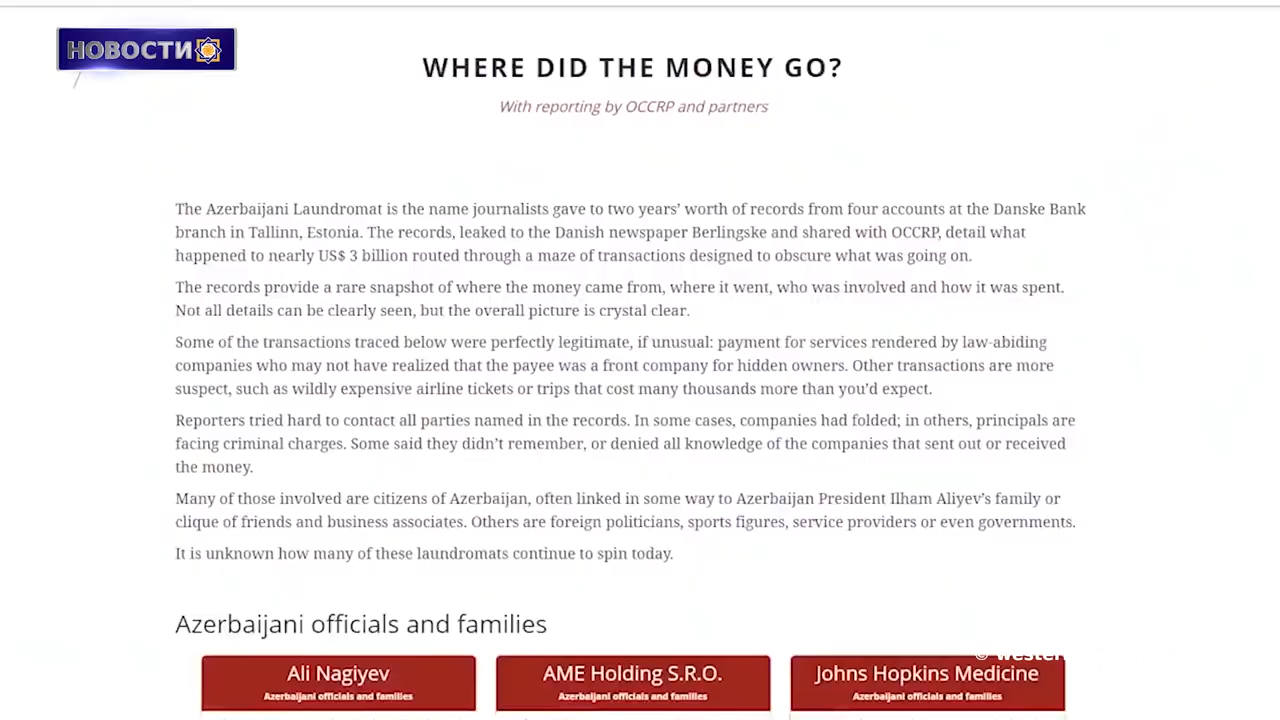 НОВОСТИ
WHERE DID THE MONEY GO?
With reporting by OCCRP and partners
The Azerbaijani Laundromat is the name journalists gave to two years’ worth of records from four accounts at the Danske Bank
branch in Tallinn, Estonia. The records, leaked to the Danish newspaper Berlingske and shared with OCCRP, detail what
happened to nearly US$ 3 billion routed through a maze of transactions designed to obscure what was going on.
The records provide a rare snapshot of where the money came from, where it went, who was involved and how it was spent.
Not all details can be clearly seen, but the overall picture is crystal clear.
Some of the transactions traced below were perfectly legitimate, if unusual: payment for services rendered by law-abiding
companies who may not have realized that the payee was a front company for hidden owners. Other transactions are more
suspect, such as wildly expensive airline tickets or trips that cost many thousands more than you’d expect.
Reporters tried hard to contact all parties named in the records. In some cases, companies had folded; in others, principals are
facing criminal charges. Some said they didn’t remember, or denied all knowledge of the companies that sent out or received
the money.
Many of those involved are citizens of Azerbaijan, often linked in some way to Azerbaijan President Ilham Aliyev’s family or
clique of friends and business associates. Others are foreign politicians, sports figures, service providers or even governments.
It is unknown how many of these laundromats continue to spin today.
Azerbaijani officials and families
Ali Nagiyev
Azerbaijani officials and families
AME Holding S.R.O.
Azerbaijani officials and families
Johns Hopkins Medicine
Azerbaijani officials and families